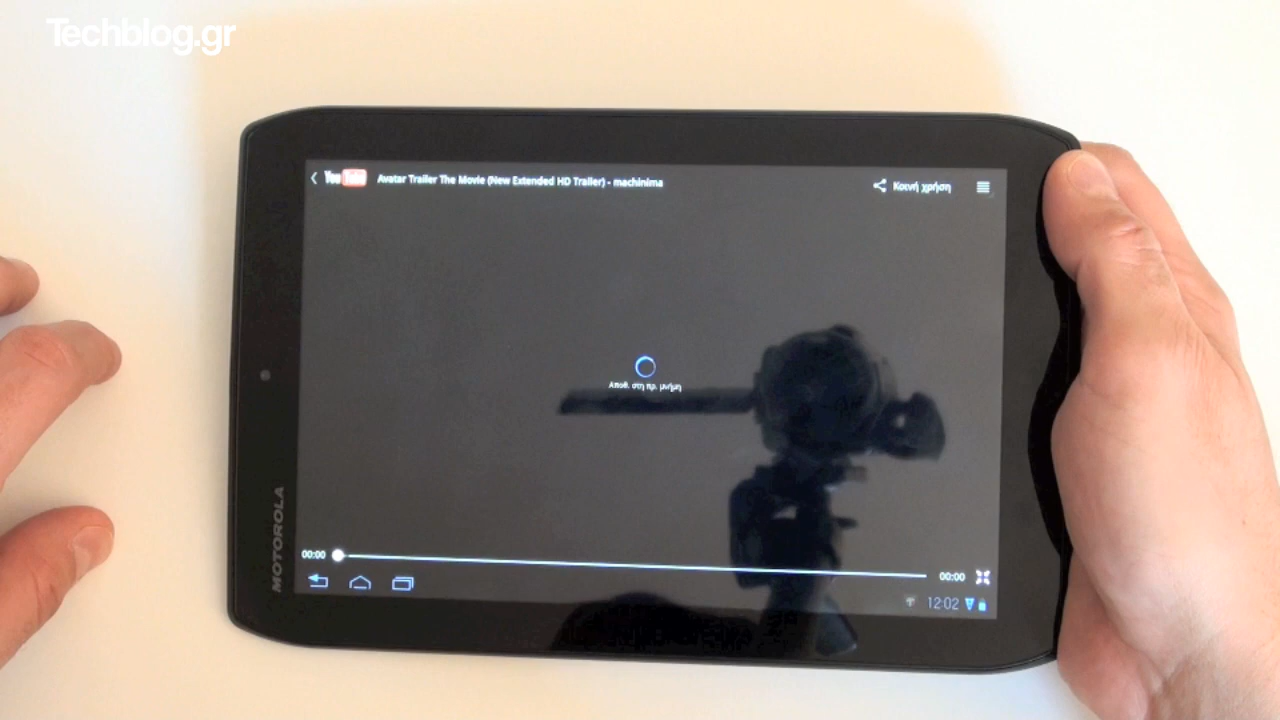 Techblog.gr
YouTube Avatar Trailer The Movie (New Extended HD Trailer) - machinima Κοινή χρήση
Αποθ. στη πρ. μνήμη
MOTOROLA
00:00 00:00
12:02